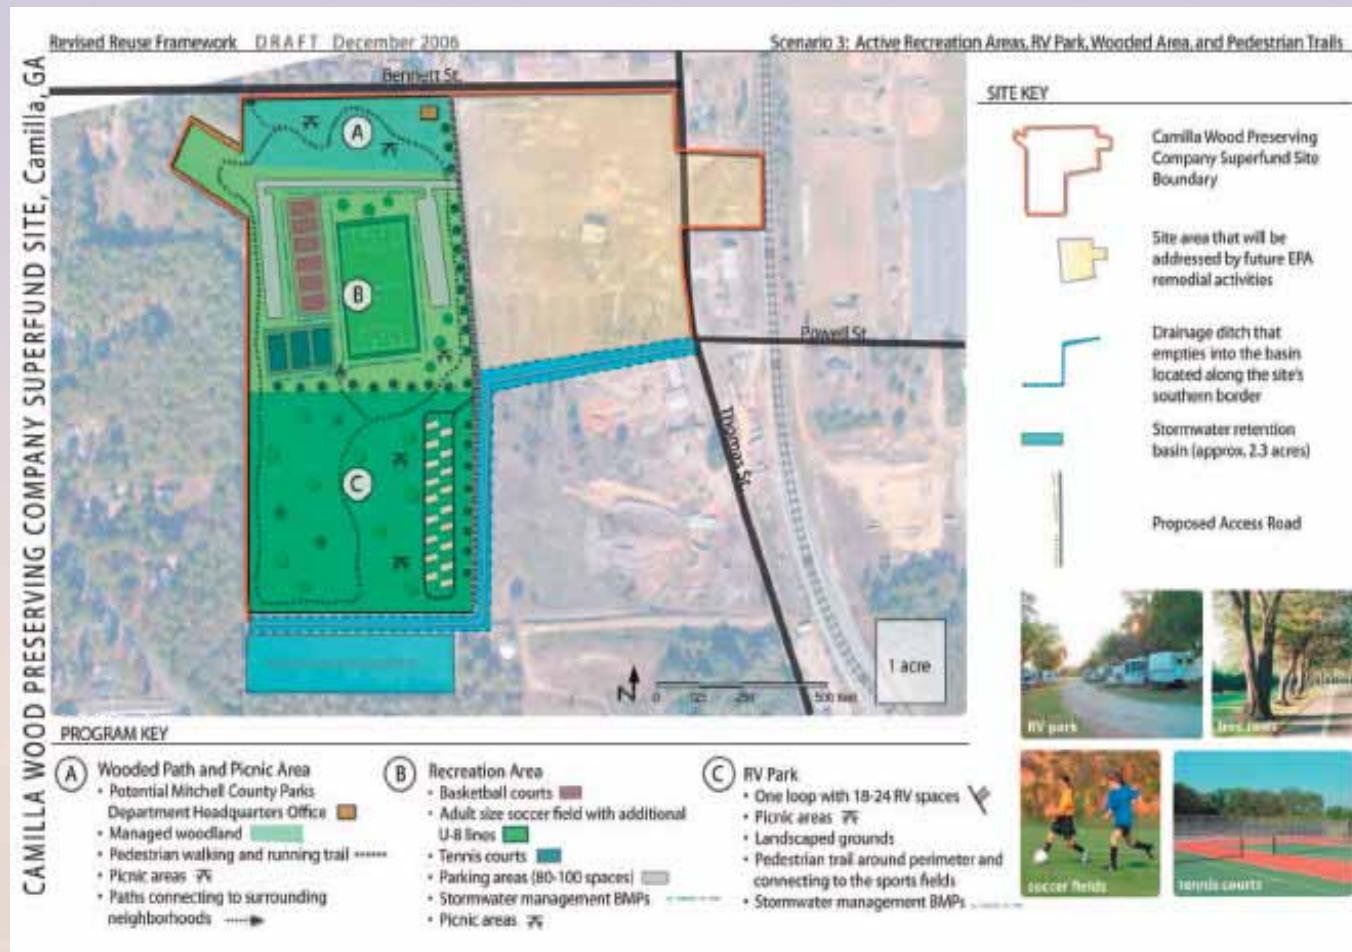 Revised Reuse Framework DRAFT December 2006
Scenario 3: Active Recreation Areas, RV Park, Wooded Area, and Pedestrian Trails
CAMILLA WOOD PRESERVING COMPANY SUPERFUND SITE, Camilla, GA
Bennett St.
A
B
C
Powell St.
Thomas St.
N
0 125 250 500 feet
1 acre
SITE KEY
Camilla Wood Preserving
Company Superfund Site
Boundary
Site area that will be
addressed by future EPA
remedial activities
Drainage ditch that
empties into the basin
located along the site's
southern border
Stormwater retention
basin (approx. 2.3 acres)
Proposed Access Road
RV park
soccer fields
tennis courts
PROGRAM KEY
A Wooded Path and Picnic Area
• Potential Mitchell County Parks
Department Headquarters Office
• Managed woodland
• Pedestrian walking and running trail
• Picnic areas
• Paths connecting to surrounding
neighborhoods
B Recreation Area
• Basketball courts
• Adult size soccer field with additional
U-8 lines
• Tennis courts
• Parking areas (80-100 spaces)
• Stormwater management BMPs
• Picnic areas
C RV Park
• One loop with 18-24 RV spaces
• Picnic areas
• Landscaped grounds
• Pedestrian trail around perimeter and
connecting to the sports fields
• Stormwater management BMPs